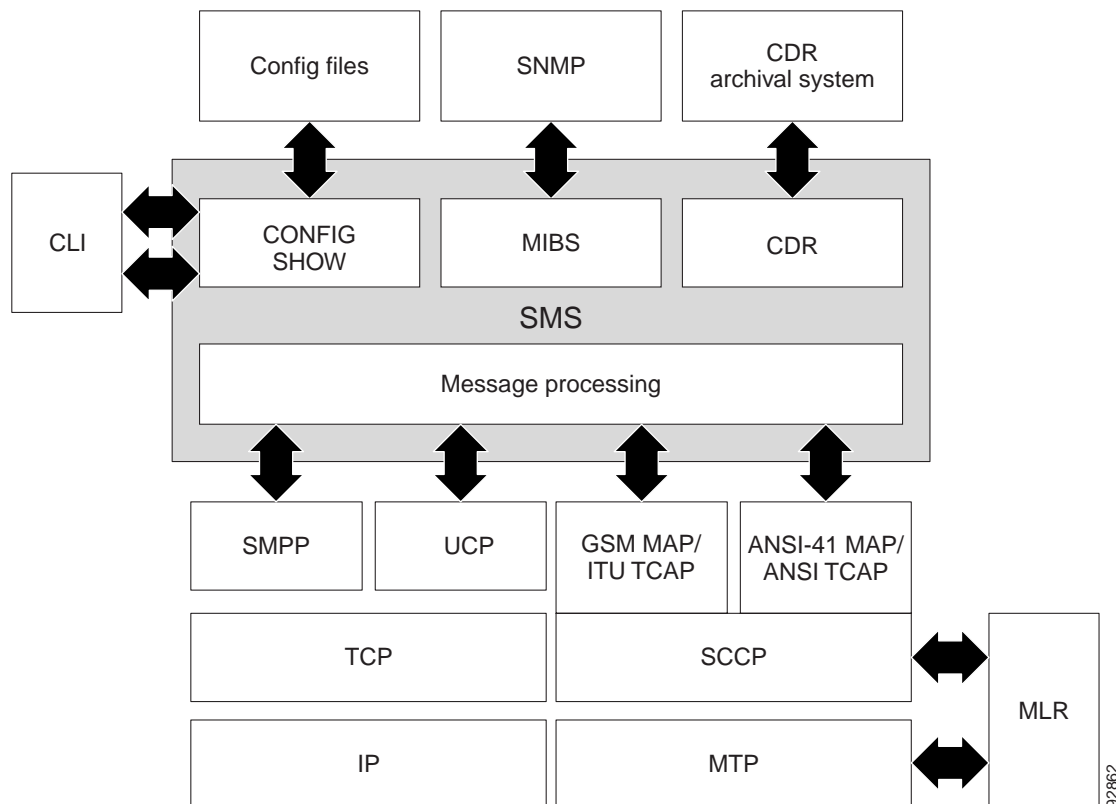 Config files
SNMP
CDR
archival system
CLI
CONFIG
SHOW
MIBS
CDR
SMS
Message processing
SMPP
UCP
GSM MAP/
ITU TCAP
ANSI-41 MAP/
ANSI TCAP
TCP
SCCP
MLR
IP
MTP
92862